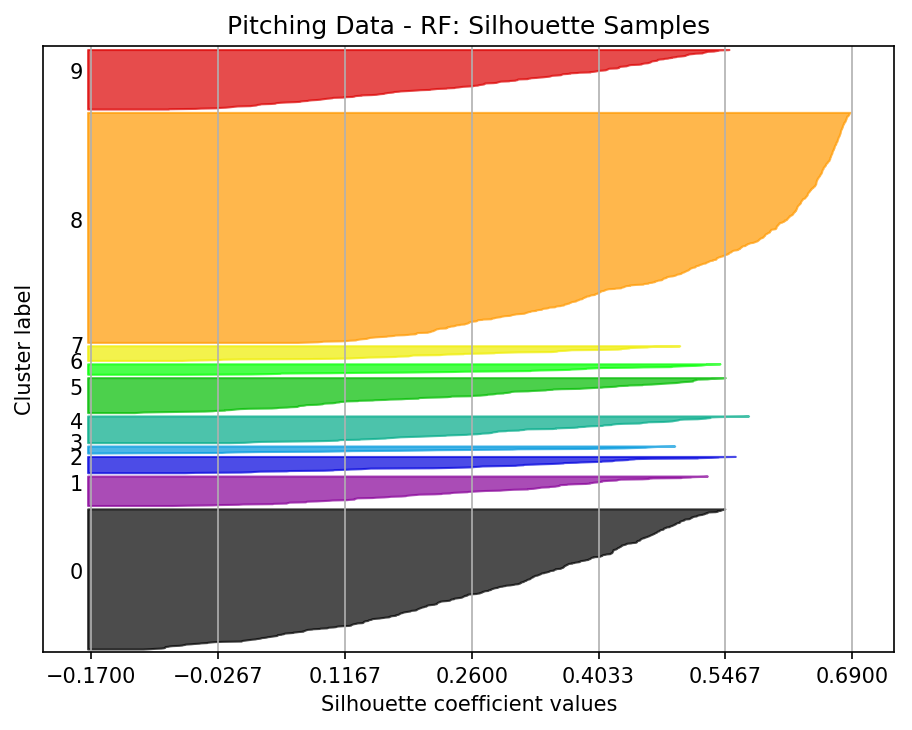 Pitching Data - RF: Silhouette Samples
9
8
7
6
5
4
3
2
1
0
Cluster label
−0.1700 −0.0267 0.1167 0.2600 0.4033 0.5467 0.6900
Silhouette coefficient values